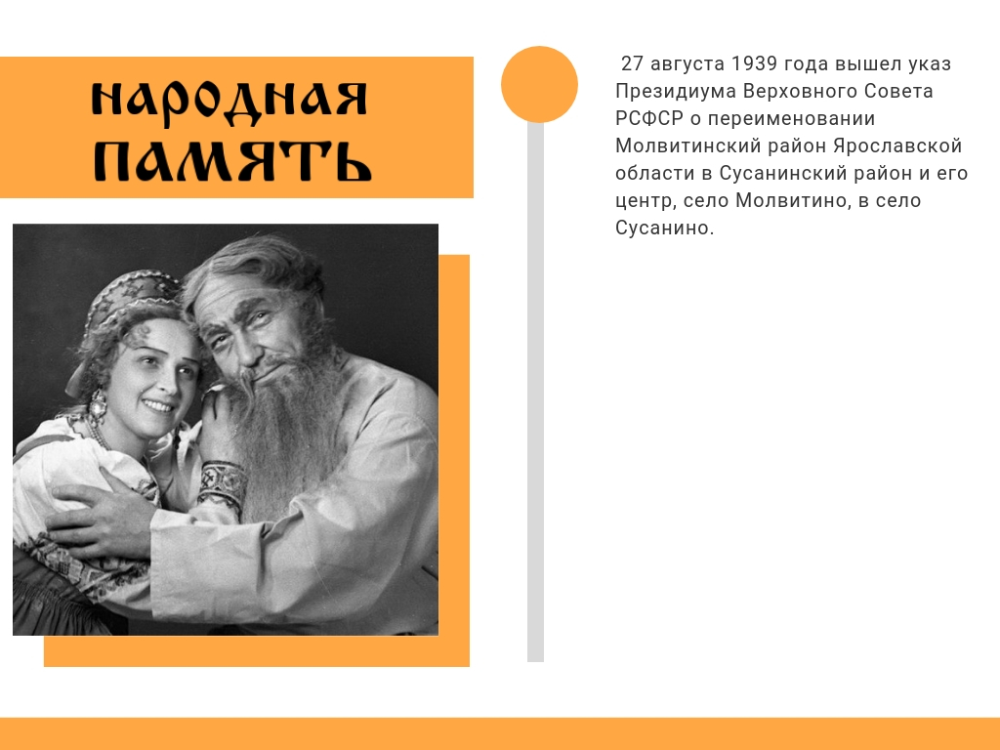 народная
ПАМЯТЬ
27 августа 1939 года вышел указ
Президиума Верховного Совета
РСФСР о переименовании
Молвитинский район Ярославской
области в Сусанинский район и его
центр, село Молвитино, в село
Сусанино.